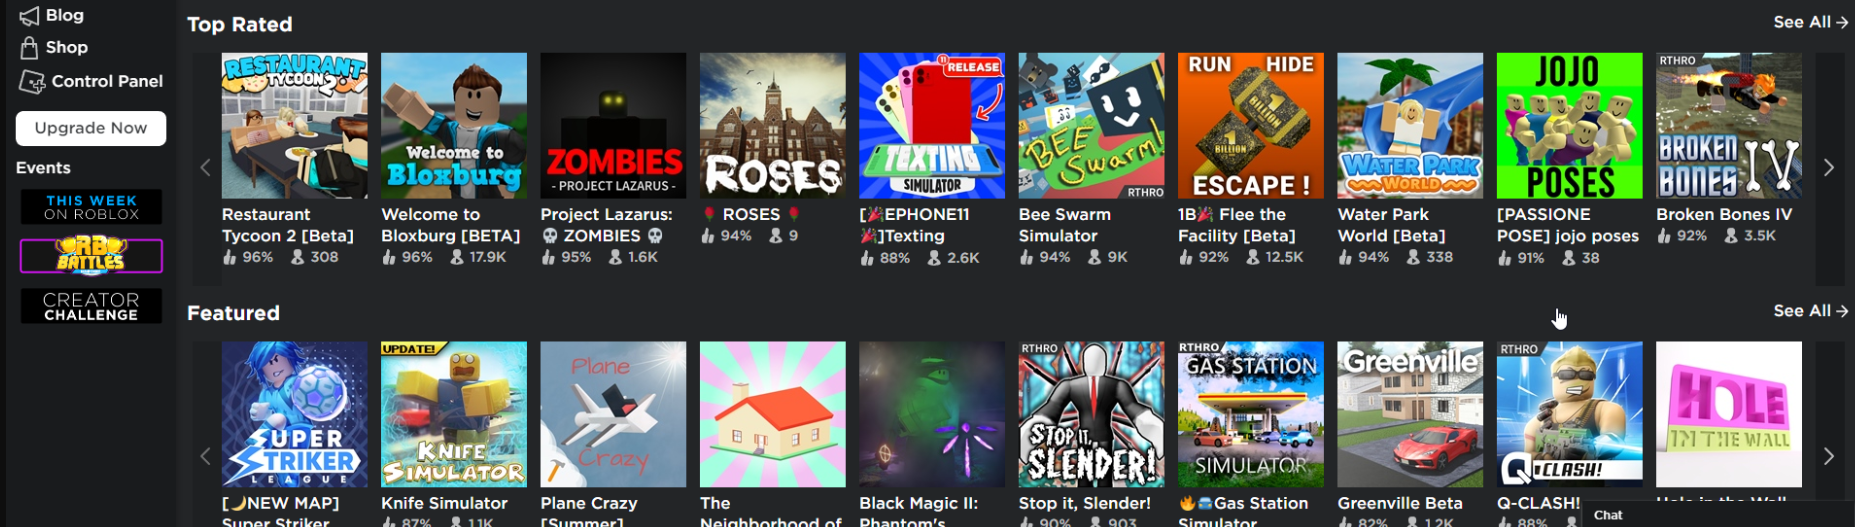 Blog
Shop
Control Panel
Upgrade Now
Events
THIS WEEK
ON ROBLOX
RB
BATTLES
CREATOR
CHALLENGE
Top Rated
See All →
RESTAURANT
TYCOON 2
Welcome to
Bloxburg
ZOMBIES
- PROJECT LAZARUS -
ROSES
11 RELEASE
TEXTING
SIMULATOR
BEE
Swarm!
RTHRO
RUN HIDE
1
BILLION
1
BILLION
ESCAPE !
WATER PARK
WORLD
JOJO
POSES
RTHRO
BROKEN
BONES IV
Restaurant
Tycoon 2 [Beta]
96% 308
Welcome to
Bloxburg [BETA]
96% 17.9K
Project Lazarus:
💀 ZOMBIES 💀
95% 1.6K
🌹 ROSES 🌹
94% 9
[🎉EPHONE11
🎉]Texting
88% 2.6K
Bee Swarm
Simulator
94% 9K
1B🎉 Flee the
Facility [Beta]
92% 12.5K
Water Park
World [Beta]
94% 338
[PASSIONE
POSE] jojo poses
91% 38
Broken Bones IV
92% 3.5K
Featured
See All →
SUPER
STRIKER
LEAGUE
UPDATE!
KNIFE
SIMULATOR
Plane
Crazy
RTHRO
STOP IT,
SLENDER!
RTHRO
GAS STATION
SIMULATOR
Greenville
RTHRO
Q-CLASH!
HOLE
IN THE WALL
[🌙NEW MAP]
Super Striker
Knife Simulator
87% 1.1K
Plane Crazy
[Summer]
The
Neighborhood of
Black Magic II:
Phantom's
Stop it, Slender!
90% 903
🔥🚘Gas Station
Simulator
Greenville Beta
82% 1.2K
Q-CLASH!
88%
Hole in the Wall
Chat